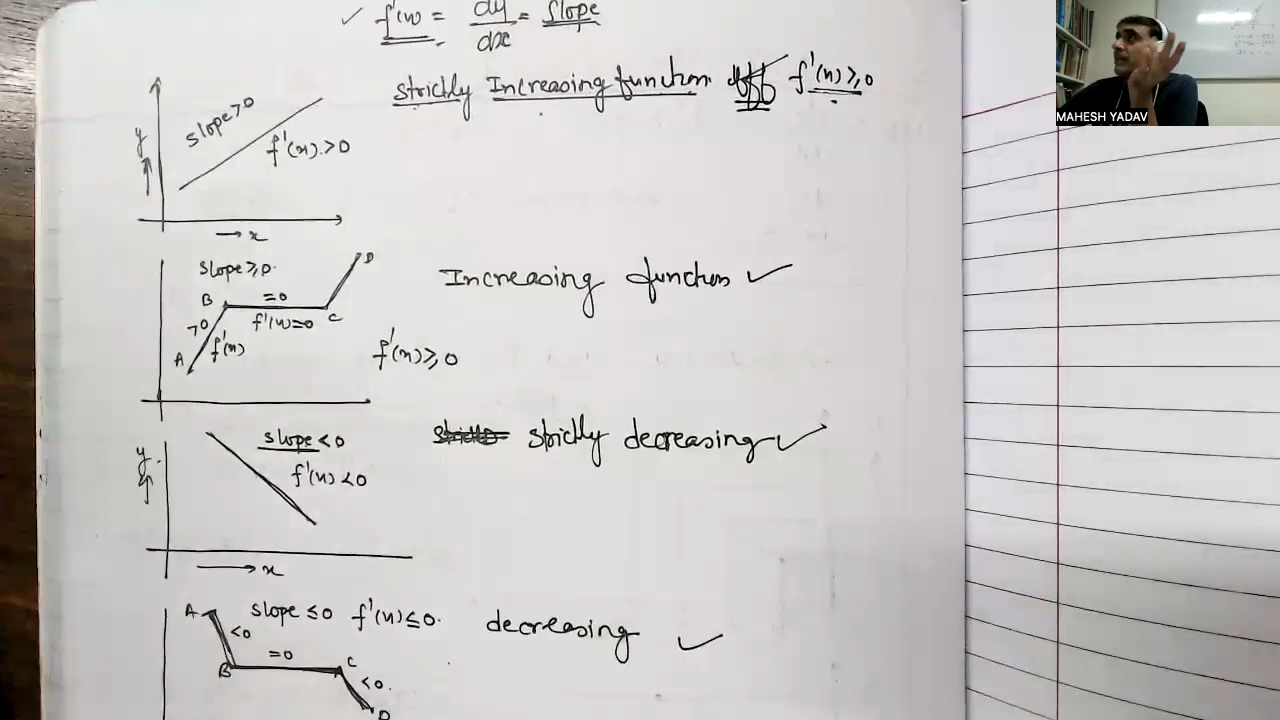 ✓ f'(x) = dy/dx = slope
strictly Increasing function f'(x) ≥ 0
MAHESH YADAV
slope > 0
y
f'(x) > 0
→ x
slope ≥ 0
D
Increasing function ✓
B
= 0
C
> 0
f'(x) = 0
A
f'(x)
f'(x) ≥ 0
slope < 0
strictly decreasing ✓
y
f'(x) < 0
→ x
A
slope ≤ 0 f'(x) ≤ 0.
decreasing ✓
< 0
= 0
B
C
< 0.
D